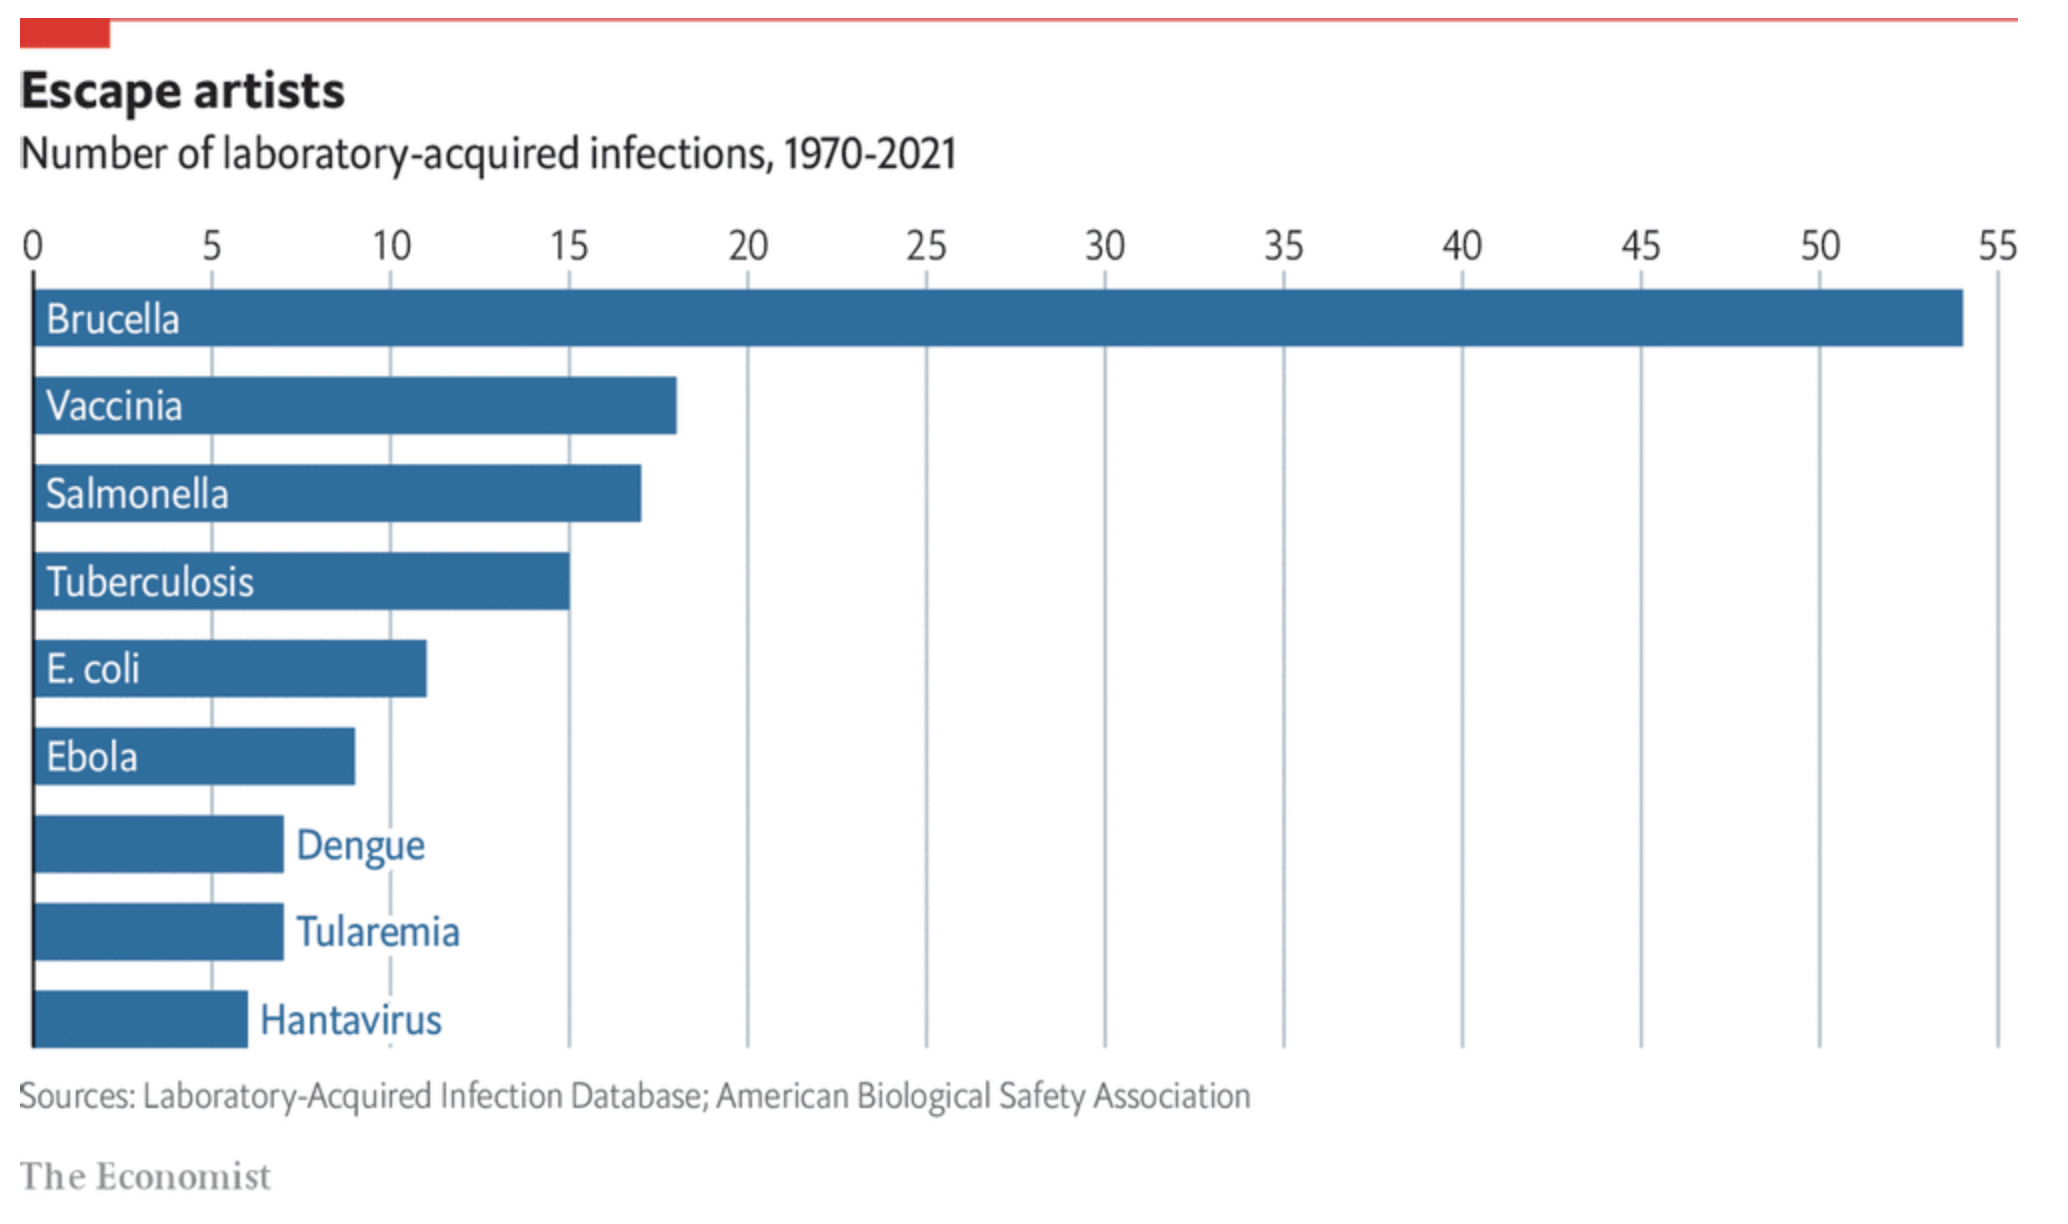 Escape artists
Number of laboratory-acquired infections, 1970-2021
0 5 10 15 20 25 30 35 40 45 50 55
Brucella
Vaccinia
Salmonella
Tuberculosis
E. coli
Ebola
Dengue
Tularemia
Hantavirus
Sources: Laboratory-Acquired Infection Database; American Biological Safety Association
The Economist